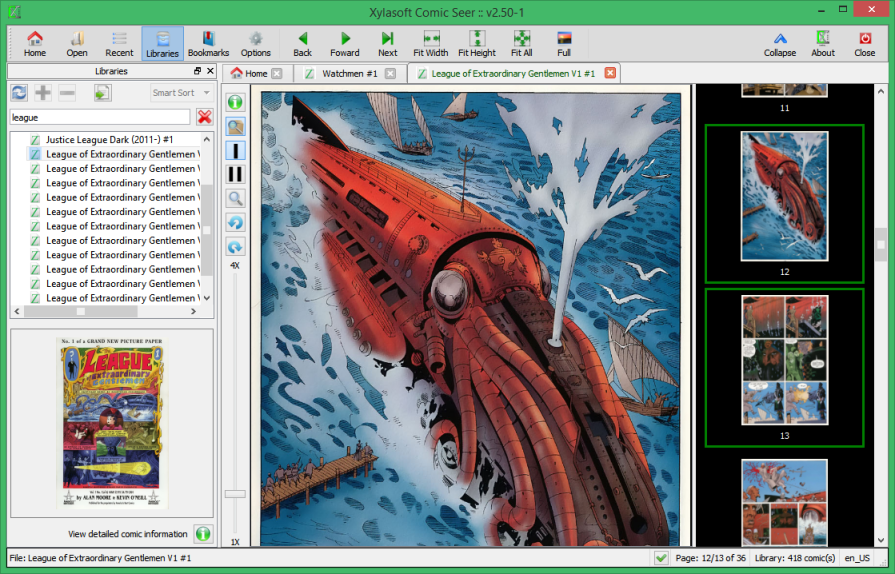 Xylasoft Comic Seer :: v2.50-1
Home Open Recent Libraries Bookmarks Options Back Foward Next Fit Width Fit Height Fit All Full Collapse About Close
Libraries
Home Watchmen #1 League of Extraordinary Gentlemen V1 #1
Smart Sort
league
Justice League Dark (2011-) #1
League of Extraordinary Gentlemen V
League of Extraordinary Gentlemen V
League of Extraordinary Gentlemen V
League of Extraordinary Gentlemen V
League of Extraordinary Gentlemen V
League of Extraordinary Gentlemen V
League of Extraordinary Gentlemen V
League of Extraordinary Gentlemen V
League of Extraordinary Gentlemen V
League of Extraordinary Gentlemen V
League of Extraordinary Gentlemen V
No. 1 of a GRAND NEW PICTURE PAPER
The LEAGUE
of Extraordinary
Gentlemen
by ALAN MOORE & KEVIN O'NEILL
View detailed comic information
4X
1X
11
12
13
File: League of Extraordinary Gentlemen V1 #1
Page: 12/13 of 36 Library: 418 comic(s) en_US